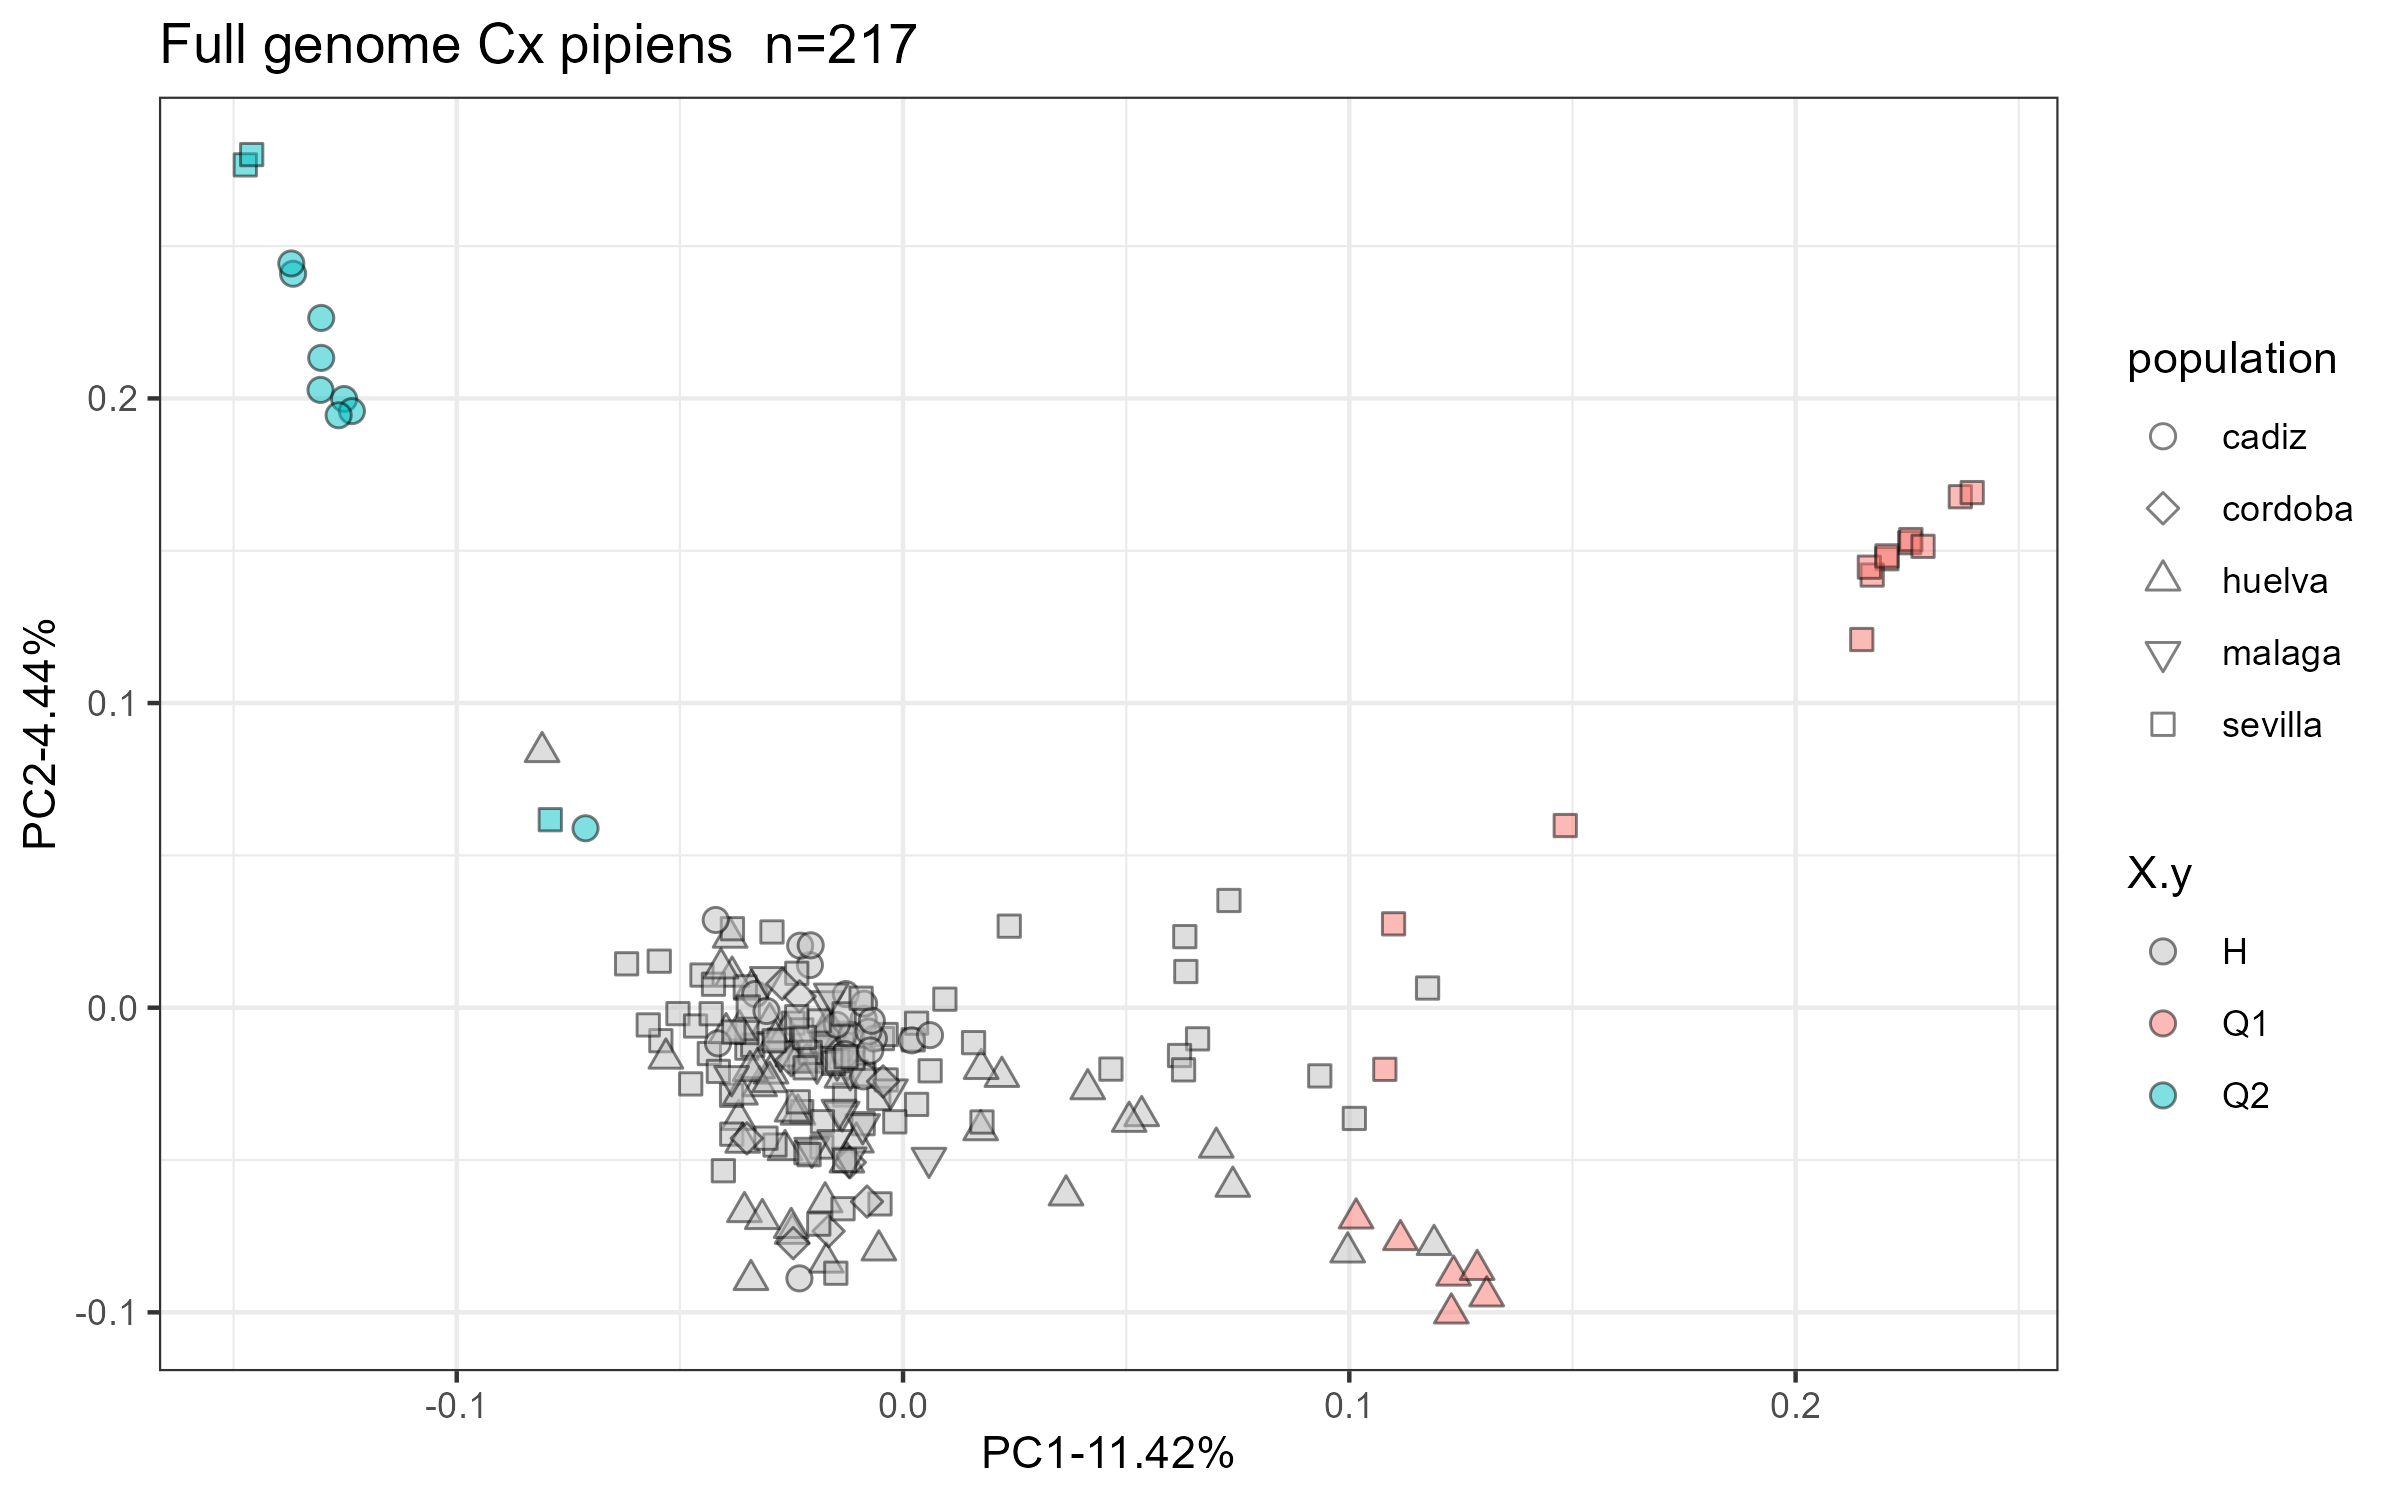 Full genome Cx pipiens  n=217
PC2-4.44%
0.2
0.1
0.0
-0.1
-0.1
0.0
0.1
0.2
PC1-11.42%
population
cadiz
cordoba
huelva
malaga
sevilla
X.y
H
Q1
Q2